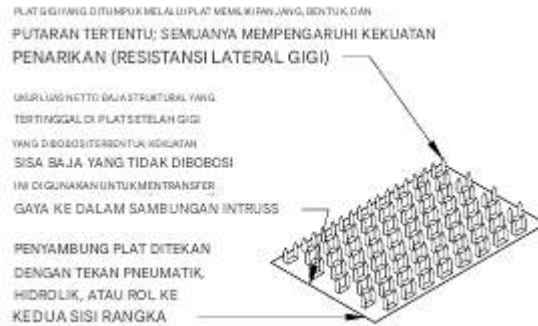 PLAT GIGI YANG DITUMPUK MELALUI PLAT MEMILIKI PANJANG, BENTUK, DAN
PUTARAN TERTENTU; SEMUANYA MEMPENGARUHI KEKUATAN
PENARIKAN (RESISTANSI LATERAL GIGI)
UKUR LUAS NETTO BAJA STRUKTURAL YANG
TERTINGGAL DI PLAT SETELAH GIGI
YANG DIBOBOSI TERBENTUK KEKUATAN
SISA BAJA YANG TIDAK DIBOBOSI
INI DIGUNAKAN UNTUK MENTRANSFER
GAYA KE DALAM SAMBUNGAN INTRUSS
PENYAMBUNG PLAT DITEKAN
DENGAN TEKAN PNEUMATIK,
HIDROLIK, ATAU ROL KE
KEDUA SISI RANGKA